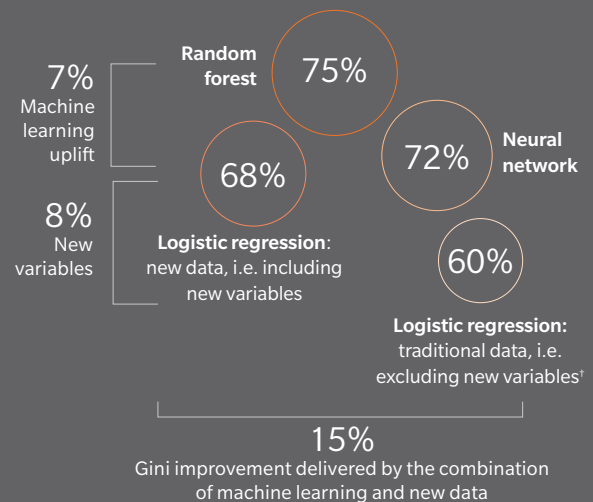 7%
Machine
learning
uplift
Random
forest
75%
68%
72%
Neural
network
8%
New
variables
Logistic regression:
new data, i.e. including
new variables
60%
Logistic regression:
traditional data, i.e.
excluding new variables†
15%
Gini improvement delivered by the combination
of machine learning and new data